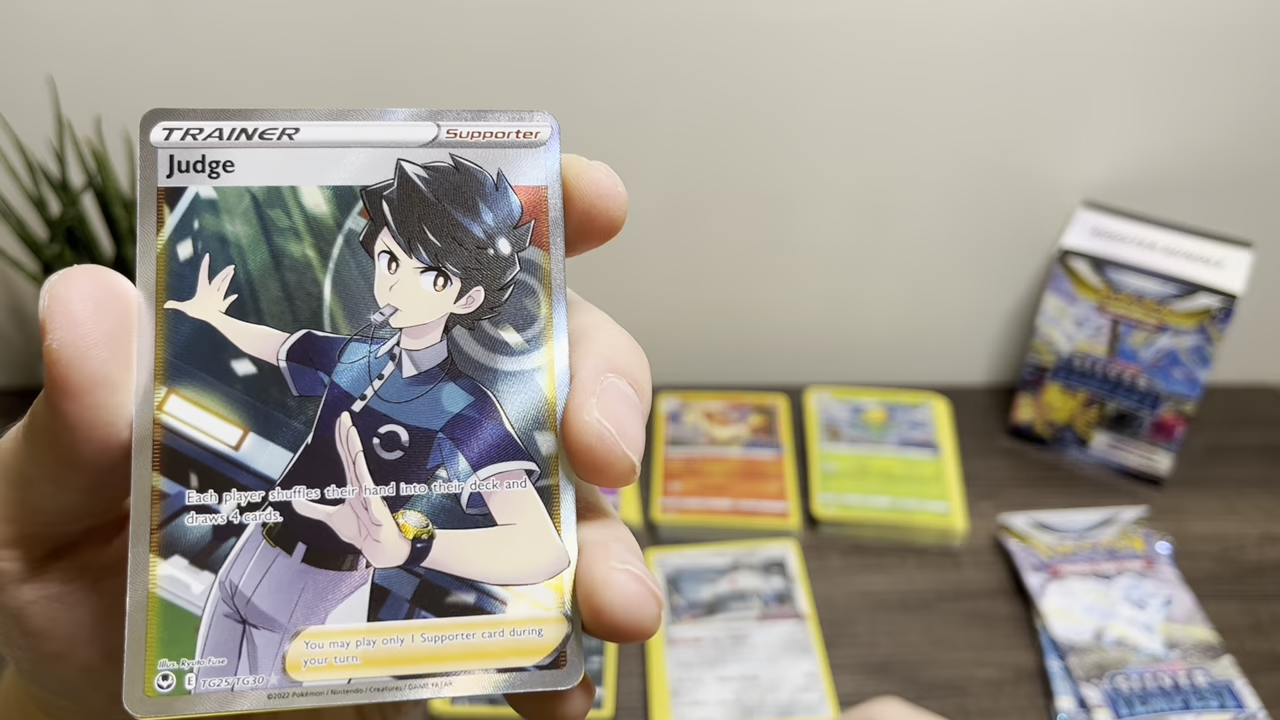 TRAINER Supporter
Judge
Each player shuffles their hand into their deck and
draws 4 cards.
You may play only 1 Supporter card during
your turn.
Illus. Ryuta Fuse
E TG25/TG30
©2022 Pokémon / Nintendo / Creatures / GAME FREAK